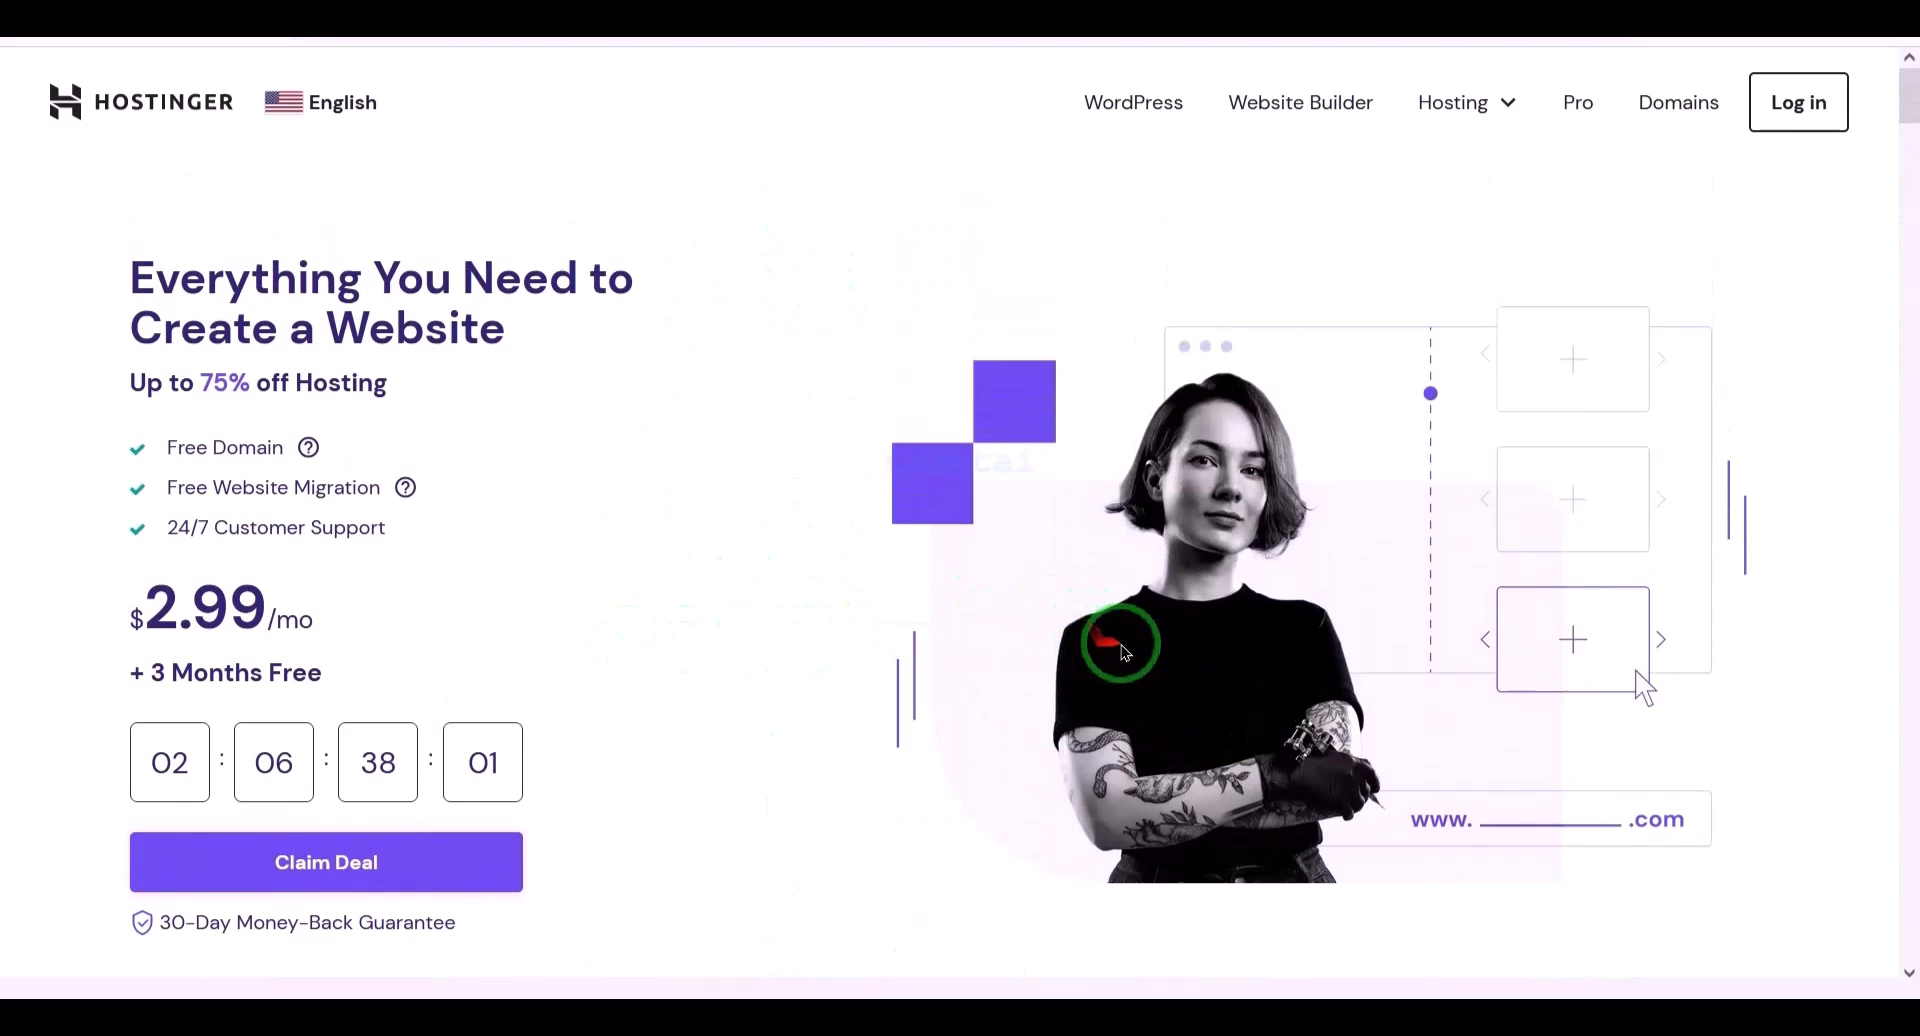 HOSTINGER
English
WordPress
Website Builder
Hosting
Pro
Domains
Log in
Everything You Need to
Create a Website
Up to 75% off Hosting
Free Domain
Free Website Migration
24/7 Customer Support
$2.99/mo
+ 3 Months Free
02 : 06 : 38 : 01
Claim Deal
30-Day Money-Back Guarantee
www. ____________ .com